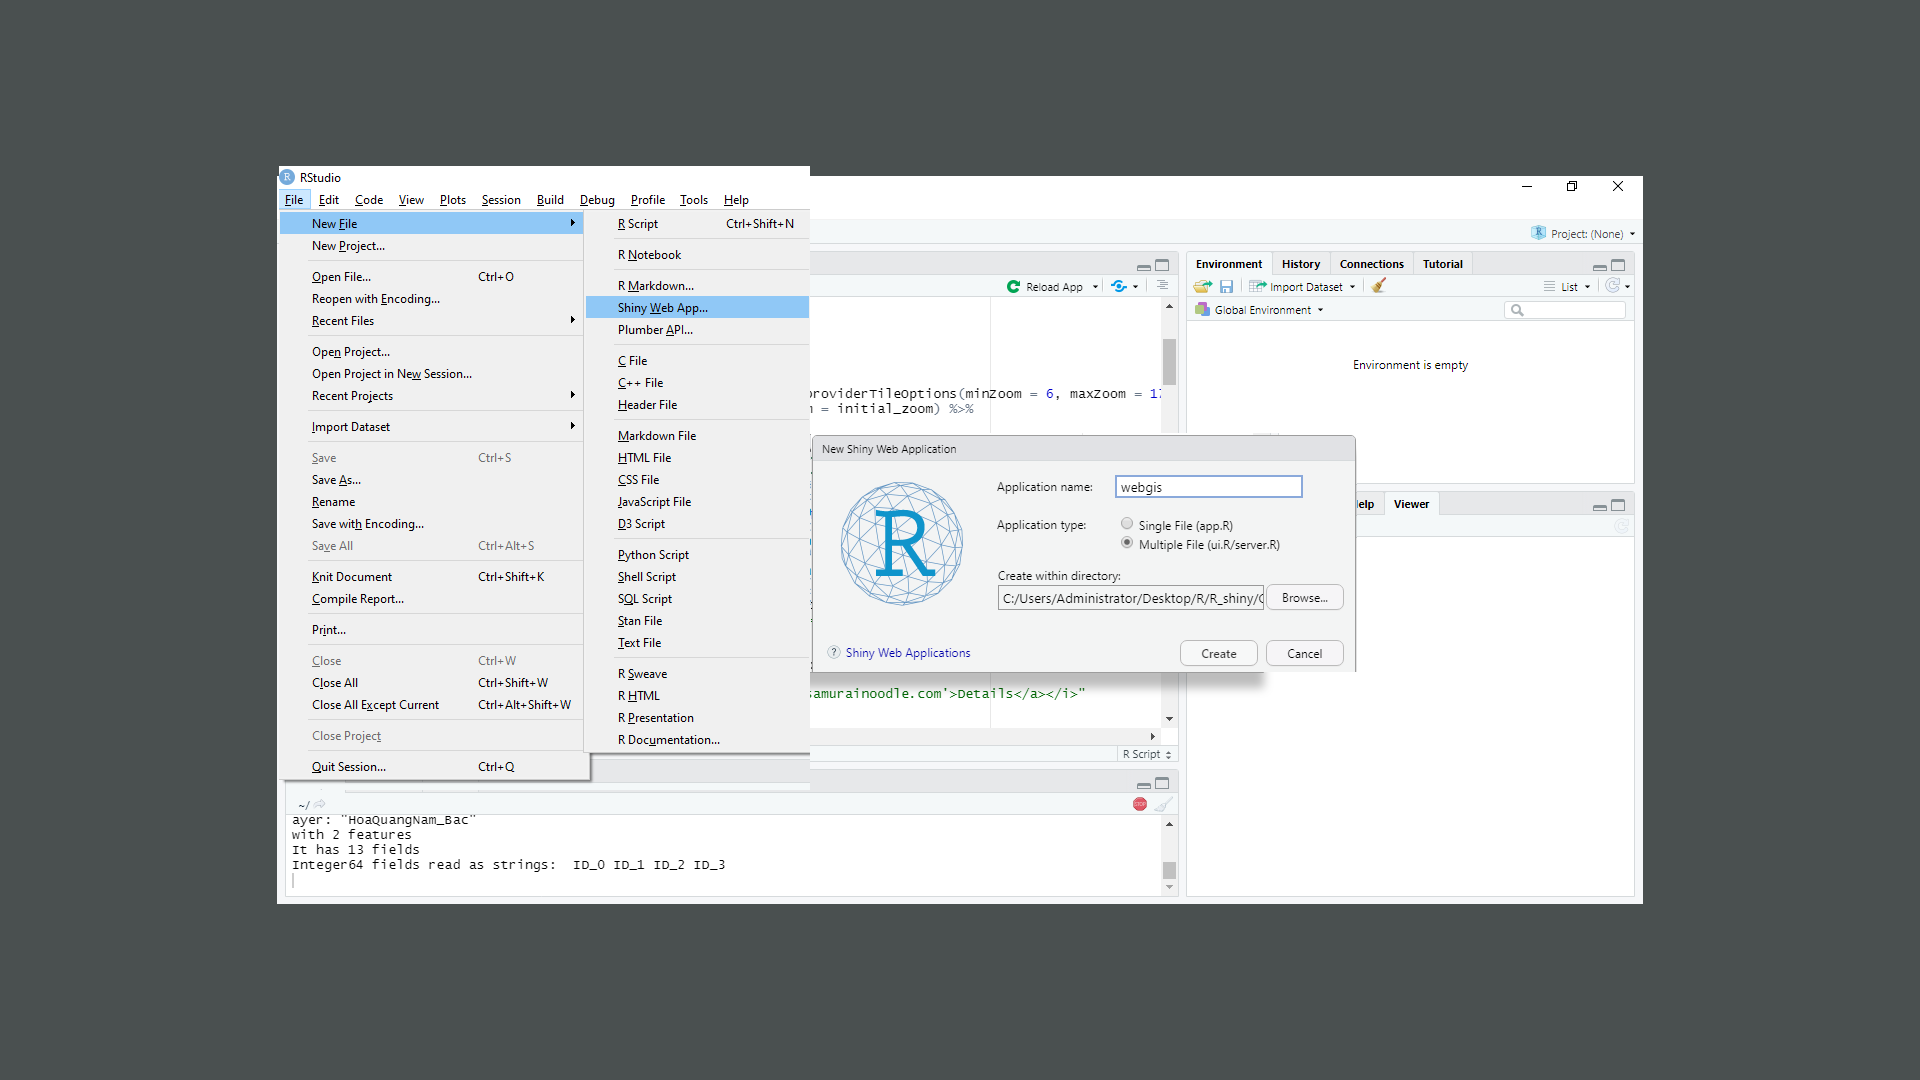 RStudio
File Edit Code View Plots Session Build Debug Profile Tools Help
New File
New Project...
Open File... Ctrl+O
Reopen with Encoding...
Recent Files
Open Project...
Open Project in New Session...
Recent Projects
Import Dataset
Save Ctrl+S
Save As...
Rename
Save with Encoding...
Save All Ctrl+Alt+S
Knit Document Ctrl+Shift+K
Compile Report...
Print...
Close Ctrl+W
Close All Ctrl+Shift+W
Close All Except Current Ctrl+Alt+Shift+W
Close Project
Quit Session... Ctrl+Q
R Script Ctrl+Shift+N
R Notebook
R Markdown...
Shiny Web App...
Plumber API...
C File
C++ File
Header File
Markdown File
HTML File
CSS File
JavaScript File
D3 Script
Python Script
Shell Script
SQL Script
Stan File
Text File
R Sweave
R HTML
R Presentation
R Documentation...
Project: (None)
Reload App
roviderTileOptions(minZoom = 6, maxZoom = 17
= initial_zoom) %>%
New Shiny Web Application
R
Application name: webgis
Application type: Single File (app.R)
Multiple File (ui.R/server.R)
Create within directory:
C:/Users/Administrator/Desktop/R/R_shiny/ Browse...
? Shiny Web Applications Create Cancel
samurainoodle.com'>Details</a></i>"
R Script
Environment History Connections Tutorial
Import Dataset List
Global Environment
Environment is empty
elp Viewer
~/
STOP
ayer: "HoaQuangNam_Bac"
with 2 features
It has 13 fields
Integer64 fields read as strings: ID_0 ID_1 ID_2 ID_3